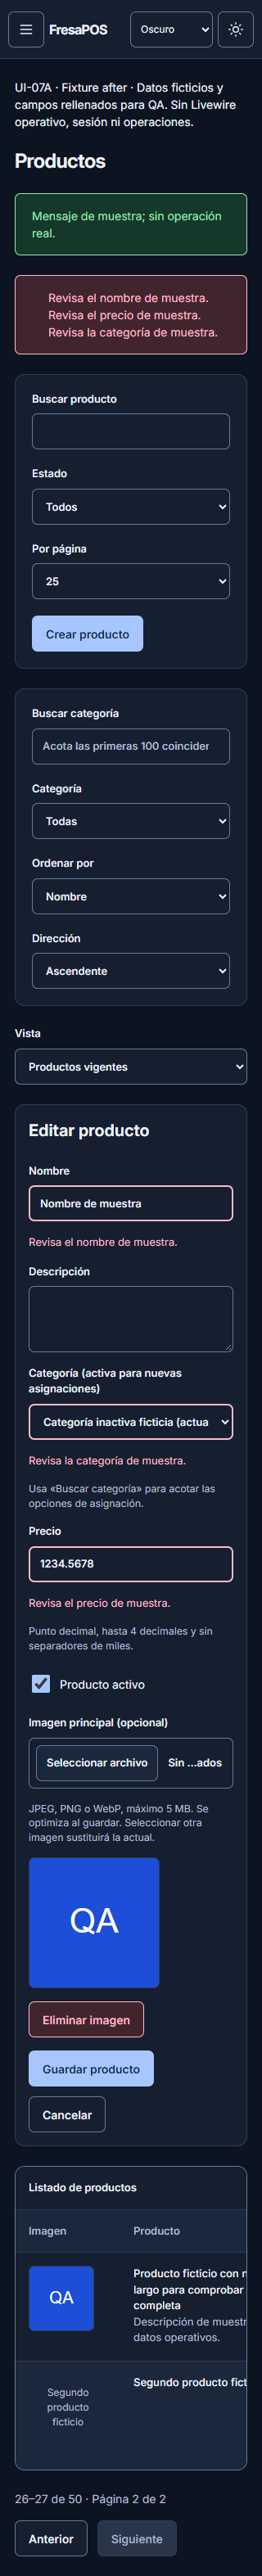 FresaPOS
Oscuro
UI-07A · Fixture after · Datos ficticios y
campos rellenados para QA. Sin Livewire
operativo, sesión ni operaciones.
Productos
Mensaje de muestra; sin operación
real.
Revisa el nombre de muestra.
Revisa el precio de muestra.
Revisa la categoría de muestra.
Buscar producto
Estado
Todos
Por página
25
Crear producto
Buscar categoría
Acota las primeras 100 coinciden
Categoría
Todas
Ordenar por
Nombre
Dirección
Ascendente
Vista
Productos vigentes
Editar producto
Nombre
Nombre de muestra
Revisa el nombre de muestra.
Descripción
Categoría (activa para nuevas
asignaciones)
Categoría inactiva ficticia (actua
Revisa la categoría de muestra.
Usa «Buscar categoría» para acotar las
opciones de asignación.
Precio
1234.5678
Revisa el precio de muestra.
Punto decimal, hasta 4 decimales y sin
separadores de miles.
Producto activo
Imagen principal (opcional)
Seleccionar archivo Sin ...ados
JPEG, PNG o WebP, máximo 5 MB. Se
optimiza al guardar. Seleccionar otra
imagen sustituirá la actual.
QA
Eliminar imagen
Guardar producto
Cancelar
Listado de productos
Imagen Producto
QA
Producto ficticio con n
largo para comprobar
completa
Descripción de muestr
datos operativos.
Segundo
producto
ficticio
Segundo producto fict
26–27 de 50 · Página 2 de 2
Anterior Siguiente